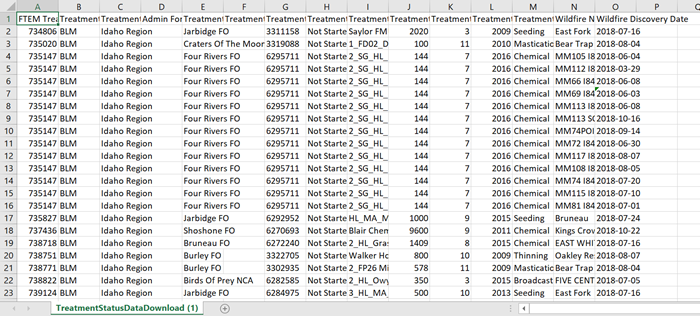 A B C D E F G H I J K L M N O P Q
1 FTEM Trea Treatment Treatment Admin For Treatment Treatment Treatment Treatment Treatment Treatment Treatment Treatment Wildfire N Wildfire Discovery Date
2 734806 BLM Idaho Region Jarbidge FO 3311158 Not Starte Saylor FM 2020 3 2009 Seeding East Fork 2018-07-16
3 735020 BLM Idaho Region Craters Of The Moor 3319088 Not Starte 1_FD02_D 100 11 2010 Masticatic Bear Trap 2018-08-04
4 735147 BLM Idaho Region Four Rivers FO 6295711 Not Starte 2_SG_HL_ 144 7 2016 Chemical MM105 I8 2018-06-04
5 735147 BLM Idaho Region Four Rivers FO 6295711 Not Starte 2_SG_HL_ 144 7 2016 Chemical MM112 I8 2018-03-29
6 735147 BLM Idaho Region Four Rivers FO 6295711 Not Starte 2_SG_HL_ 144 7 2016 Chemical MM66 I84 2018-06-08
7 735147 BLM Idaho Region Four Rivers FO 6295711 Not Starte 2_SG_HL_ 144 7 2016 Chemical MM69 I84 2018-06-03
8 735147 BLM Idaho Region Four Rivers FO 6295711 Not Starte 2_SG_HL_ 144 7 2016 Chemical MM113 I8 2018-06-08
9 735147 BLM Idaho Region Four Rivers FO 6295711 Not Starte 2_SG_HL_ 144 7 2016 Chemical MM113 SC 2018-10-16
10 735147 BLM Idaho Region Four Rivers FO 6295711 Not Starte 2_SG_HL_ 144 7 2016 Chemical MM74POI 2018-09-14
11 735147 BLM Idaho Region Four Rivers FO 6295711 Not Starte 2_SG_HL_ 144 7 2016 Chemical MM72 I84 2018-06-30
12 735147 BLM Idaho Region Four Rivers FO 6295711 Not Starte 2_SG_HL_ 144 7 2016 Chemical MM117 I8 2018-08-07
13 735147 BLM Idaho Region Four Rivers FO 6295711 Not Starte 2_SG_HL_ 144 7 2016 Chemical MM108 I8 2018-07-25
14 735147 BLM Idaho Region Four Rivers FO 6295711 Not Starte 2_SG_HL_ 144 7 2016 Chemical MM85 I84 2018-07-20
15 735147 BLM Idaho Region Four Rivers FO 6295711 Not Starte 2_SG_HL_ 144 7 2016 Chemical MM115 I8 2018-07-10
16 735147 BLM Idaho Region Four Rivers FO 6295711 Not Starte 2_SG_HL_ 144 7 2016 Chemical MM81 I84 2018-07-01
17 735827 BLM Idaho Region Jarbidge FO 6292952 Not Starte HL_MA_M 1000 9 2015 Seeding Bruneau 2018-07-24
18 737436 BLM Idaho Region Shoshone FO 6270693 Not Starte Blair Chem 9600 9 2011 Chemical Kings Crov 2018-10-22
19 738718 BLM Idaho Region Bruneau FO 6272240 Not Starte 2_HL_Gras 1409 8 2015 Chemical EAST WHI 2018-07-16
20 738751 BLM Idaho Region Burley FO 3322705 Not Starte Walker Ho 800 10 2009 Thinning Oakley Re 2018-08-04
21 738771 BLM Idaho Region Burley FO 3302935 Not Starte 2_FP26 Mi 578 11 2009 Masticatic Bear Trap 2018-08-04
22 738822 BLM Idaho Region Birds Of Prey NCA 6282585 Not Starte 2_HL_Owy 350 3 2015 Broadcast FIVE CENT 2018-07-05
23 739124 BLM Idaho Region Jarbidge FO 6284975 Not Starte 3_HL_MA_ 500 10 2013 Seeding East Fork 2018-07-16
TreatmentStatusDataDownload (1)